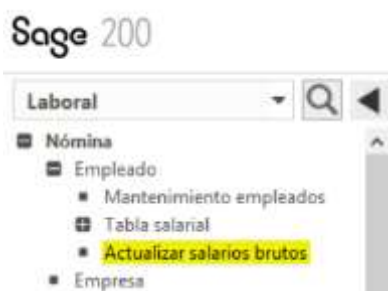 Sage 200
Laboral
Nómina
Empleado
Mantenimiento empleados
Tabla salarial
Actualizar salarios brutos
Empresa